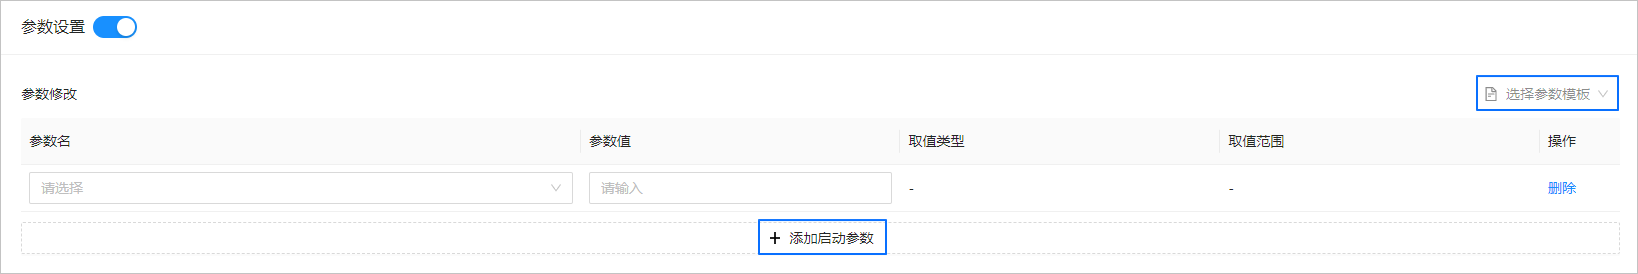 参数设置
参数修改
选择参数模板
参数名 参数值 取值类型 取值范围 操作
请选择 请输入 - - 删除
+ 添加启动参数